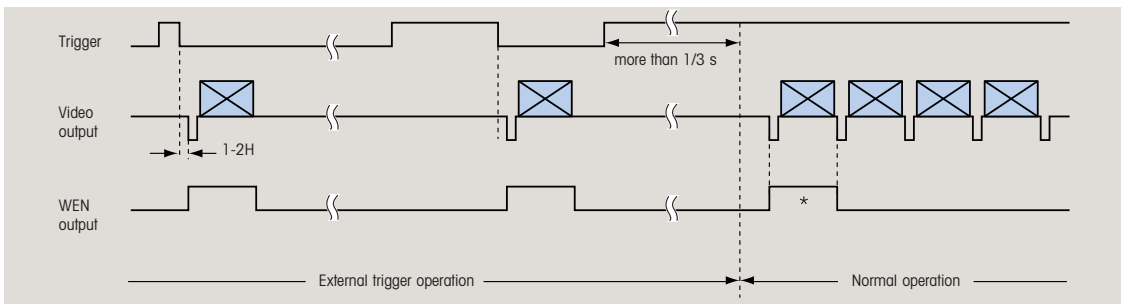 Trigger
more than 1/3 s
Video
output
1-2H
WEN
output
*
External trigger operation
Normal operation